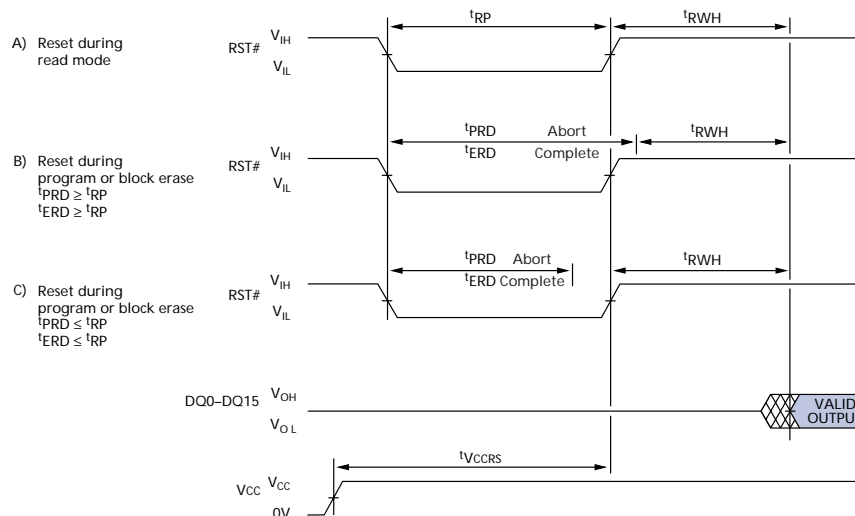 tRP
tRWH
A) Reset during
read mode
RST#
VIH
VIL
tPRD Abort
tERD Complete
tRWH
B) Reset during
program or block erase
tPRD ≥ tRP
tERD ≥ tRP
RST#
VIH
VIL
tPRD Abort
tERD Complete
tRWH
C) Reset during
program or block erase
tPRD ≤ tRP
tERD ≤ tRP
RST#
VIH
VIL
DQ0–DQ15
VOH
VOL
VALID
OUTPU
tVCCRS
VCC
VCC
0V